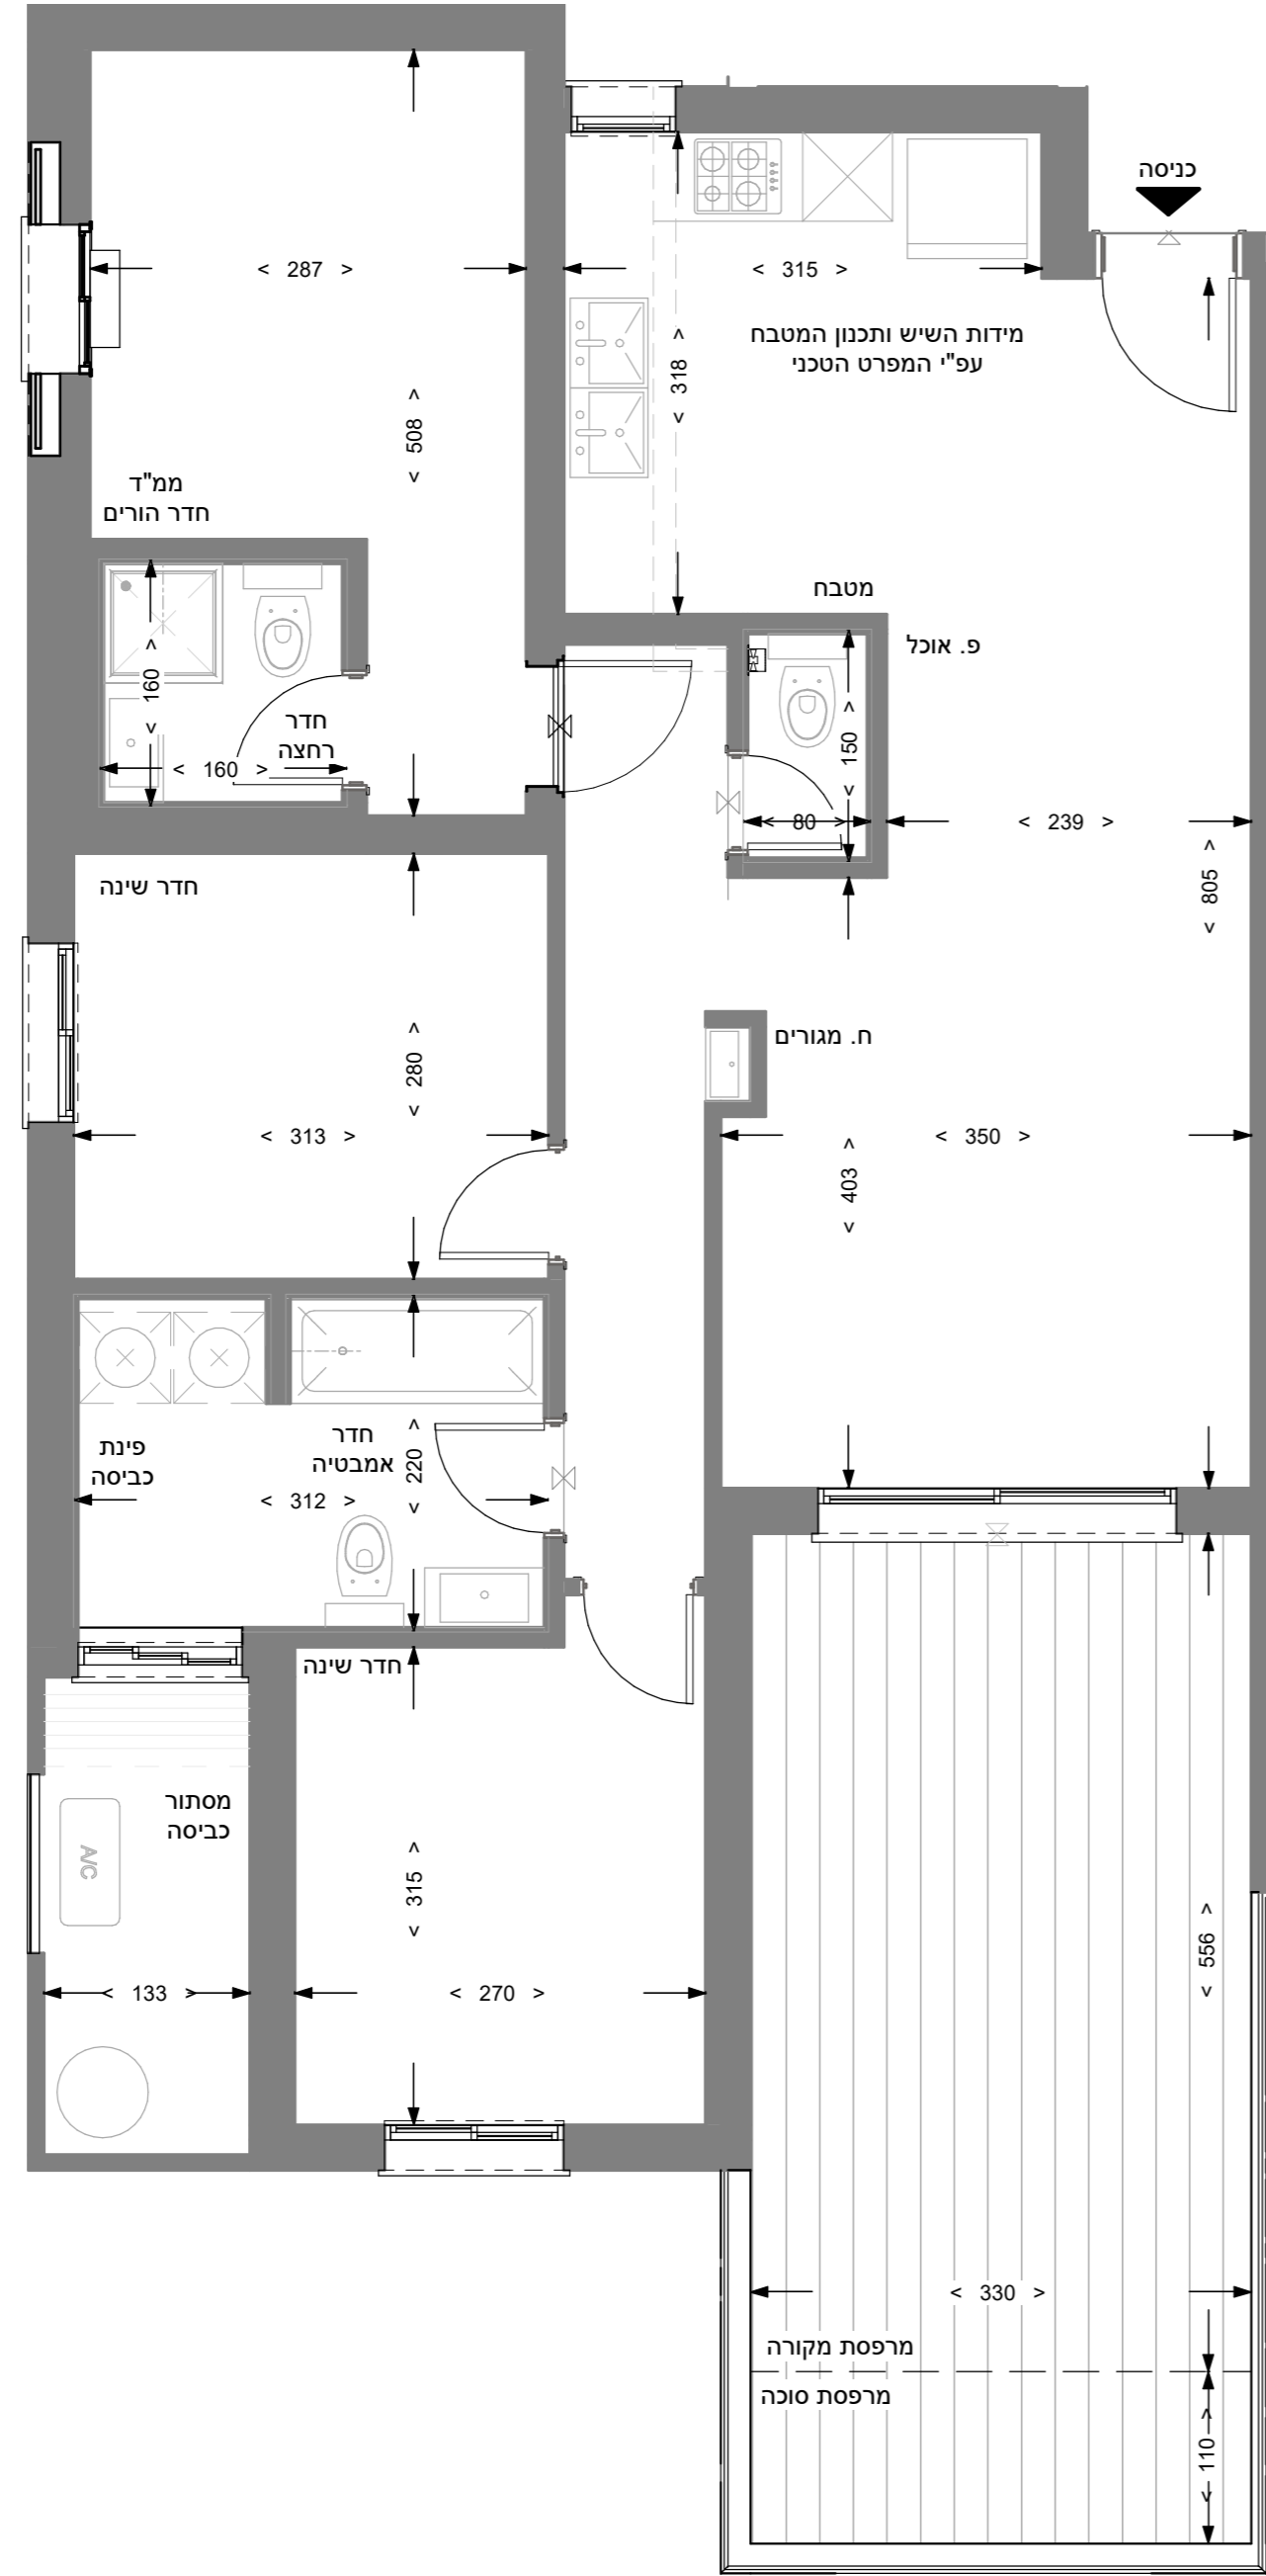 כניסה
< 287 >
< 315 >
מידות השיש ותכנון המטבח
עפ"י המפרט הטכני
< 318 >
< 508 >
ממ"ד
חדר הורים
מטבח
פ. אוכל
< 160 >
חדר
רחצה
< 160 >
< 150 >
< 80 >
< 239 >
< 805 >
חדר שינה
ח. מגורים
< 280 >
< 313 >
< 350 >
< 403 >
פינת
כביסה
חדר
אמבטיה
< 220 >
< 312 >
חדר שינה
מסתור
כביסה
A/C
< 315 >
< 556 >
< 133 >
< 270 >
< 330 >
מרפסת מקורה
מרפסת סוכה
< 110 >